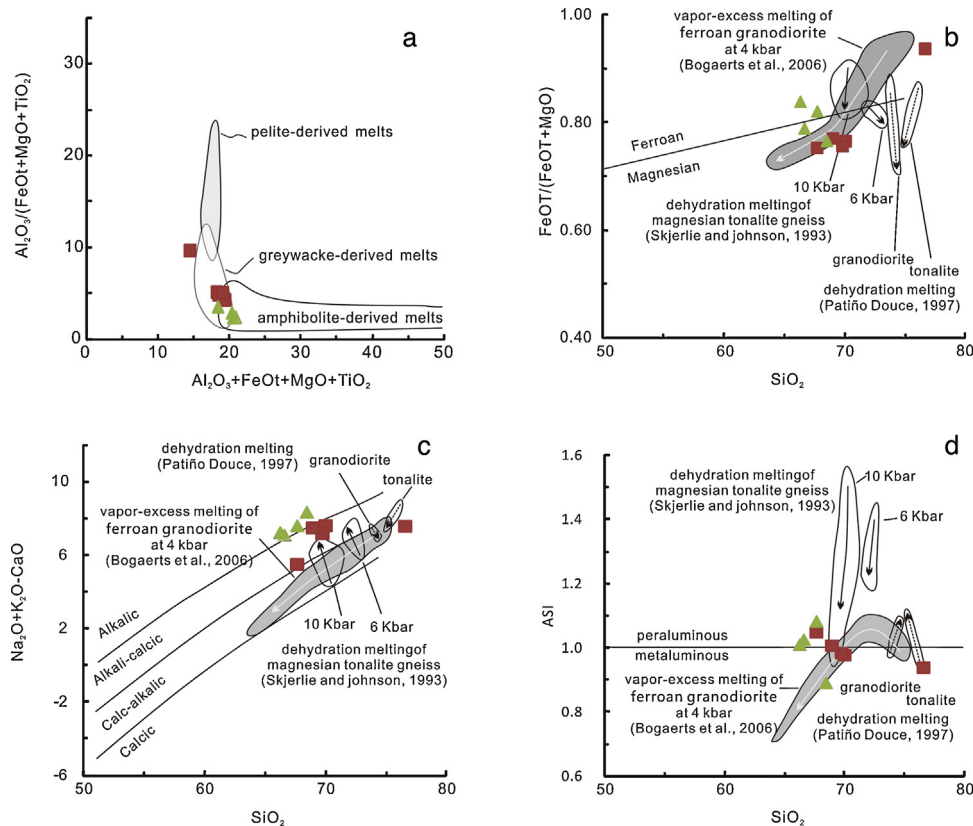 a
30
20
10
0
0
10
20
30
40
50
Al₂O₃/(FeOt+MgO+TiO₂)
Al₂O₃+FeOt+MgO+TiO₂
pelite-derived melts
greywacke-derived melts
amphibolite-derived melts
b
1.00
0.80
0.60
0.40
50
60
70
80
FeOT/(FeOT+MgO)
SiO₂
vapor-excess melting of
ferroan granodiorite
at 4 kbar
(Bogaerts et al., 2006)
Ferroan
Magnesian
10 Kbar
6 Kbar
dehydration meltingof
magnesian tonalite gneiss
(Skjerlie and johnson, 1993)
granodiorite
tonalite
dehydration melting
(Patiño Douce, 1997)
c
10
6
2
-2
-6
50
60
70
80
Na₂O+K₂O-CaO
SiO₂
dehydration melting
(Patiño Douce, 1997)
granodiorite
tonalite
vapor-excess melting of
ferroan granodiorite
at 4 kbar
(Bogaerts et al., 2006)
Alkalic
Alkali-calcic
Calc-alkalic
Calcic
10 Kbar
6 Kbar
dehydration meltingof
magnesian tonalite gneiss
(Skjerlie and johnson, 1993)
d
1.6
1.4
1.2
1.0
0.8
0.6
50
60
70
80
ASI
SiO₂
dehydration meltingof
magnesian tonalite gneiss
(Skjerlie and johnson, 1993)
10 Kbar
6 Kbar
peraluminous
metaluminous
vapor-excess melting of
ferroan granodiorite
at 4 kbar
(Bogaerts et al., 2006)
granodiorite
tonalite
dehydration melting
(Patiño Douce, 1997)